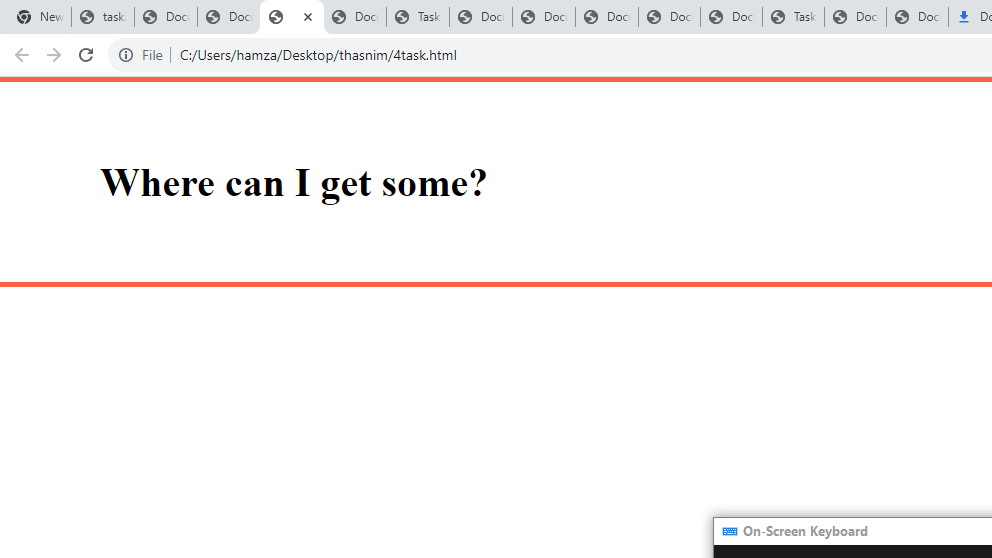 New task. Doc Doc Doc Task Doc Doc Doc Doc Doc Task Doc Doc Do
File C:/Users/hamza/Desktop/thasnim/4task.html
Where can I get some?
On-Screen Keyboard